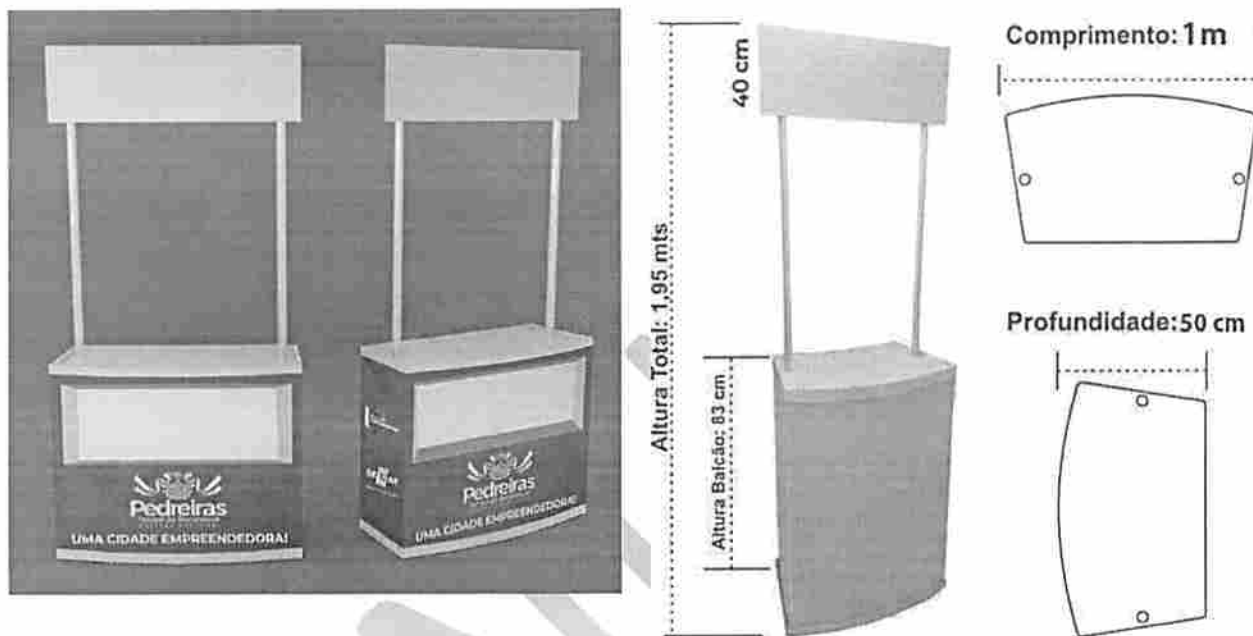 Pedreiras
UMA CIDADE EMPREENDEDORA!
Pedreiras
UMA CIDADE EMPREENDEDORA!
Altura Total: 1,95 mts
40 cm
Altura Balcão: 83 cm
Comprimento: 1 m
Profundidade: 50 cm